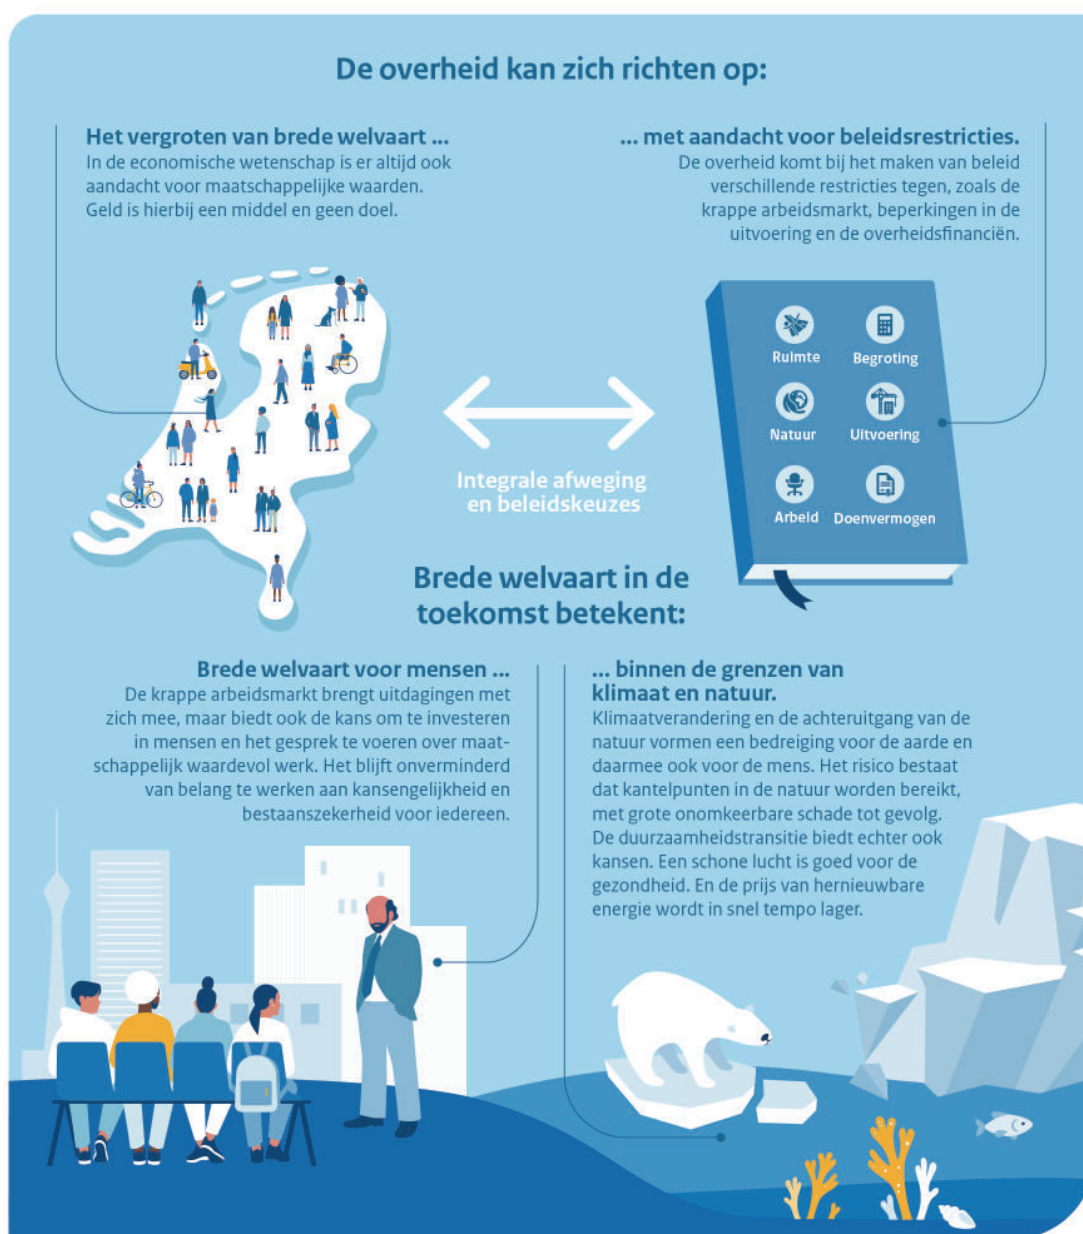 De overheid kan zich richten op:
Het vergroten van brede welvaart ...
In de economische wetenschap is er altijd ook
aandacht voor maatschappelijke waarden.
Geld is hierbij een middel en geen doel.
... met aandacht voor beleidsrestricties.
De overheid komt bij het maken van beleid
verschillende restricties tegen, zoals de
krappe arbeidsmarkt, beperkingen in de
uitvoering en de overheidsfinanciën.
Ruimte
Begroting
Natuur
Uitvoering
Arbeid
Doenvermogen
Integrale afweging
en beleidskeuzes
Brede welvaart in de
toekomst betekent:
Brede welvaart voor mensen ...
De krappe arbeidsmarkt brengt uitdagingen met
zich mee, maar biedt ook de kans om te investeren
in mensen en het gesprek te voeren over maat-
schappelijk waardevol werk. Het blijft onverminderd
van belang te werken aan kansengelijkheid en
bestaanszekerheid voor iedereen.
... binnen de grenzen van
klimaat en natuur.
Klimaatverandering en de achteruitgang van de
natuur vormen een bedreiging voor de aarde en
daarmee ook voor de mens. Het risico bestaat
dat kantelpunten in de natuur worden bereikt,
met grote onomkeerbare schade tot gevolg.
De duurzaamheidstransitie biedt echter ook
kansen. Een schone lucht is goed voor de
gezondheid. En de prijs van hernieuwbare
energie wordt in snel tempo lager.